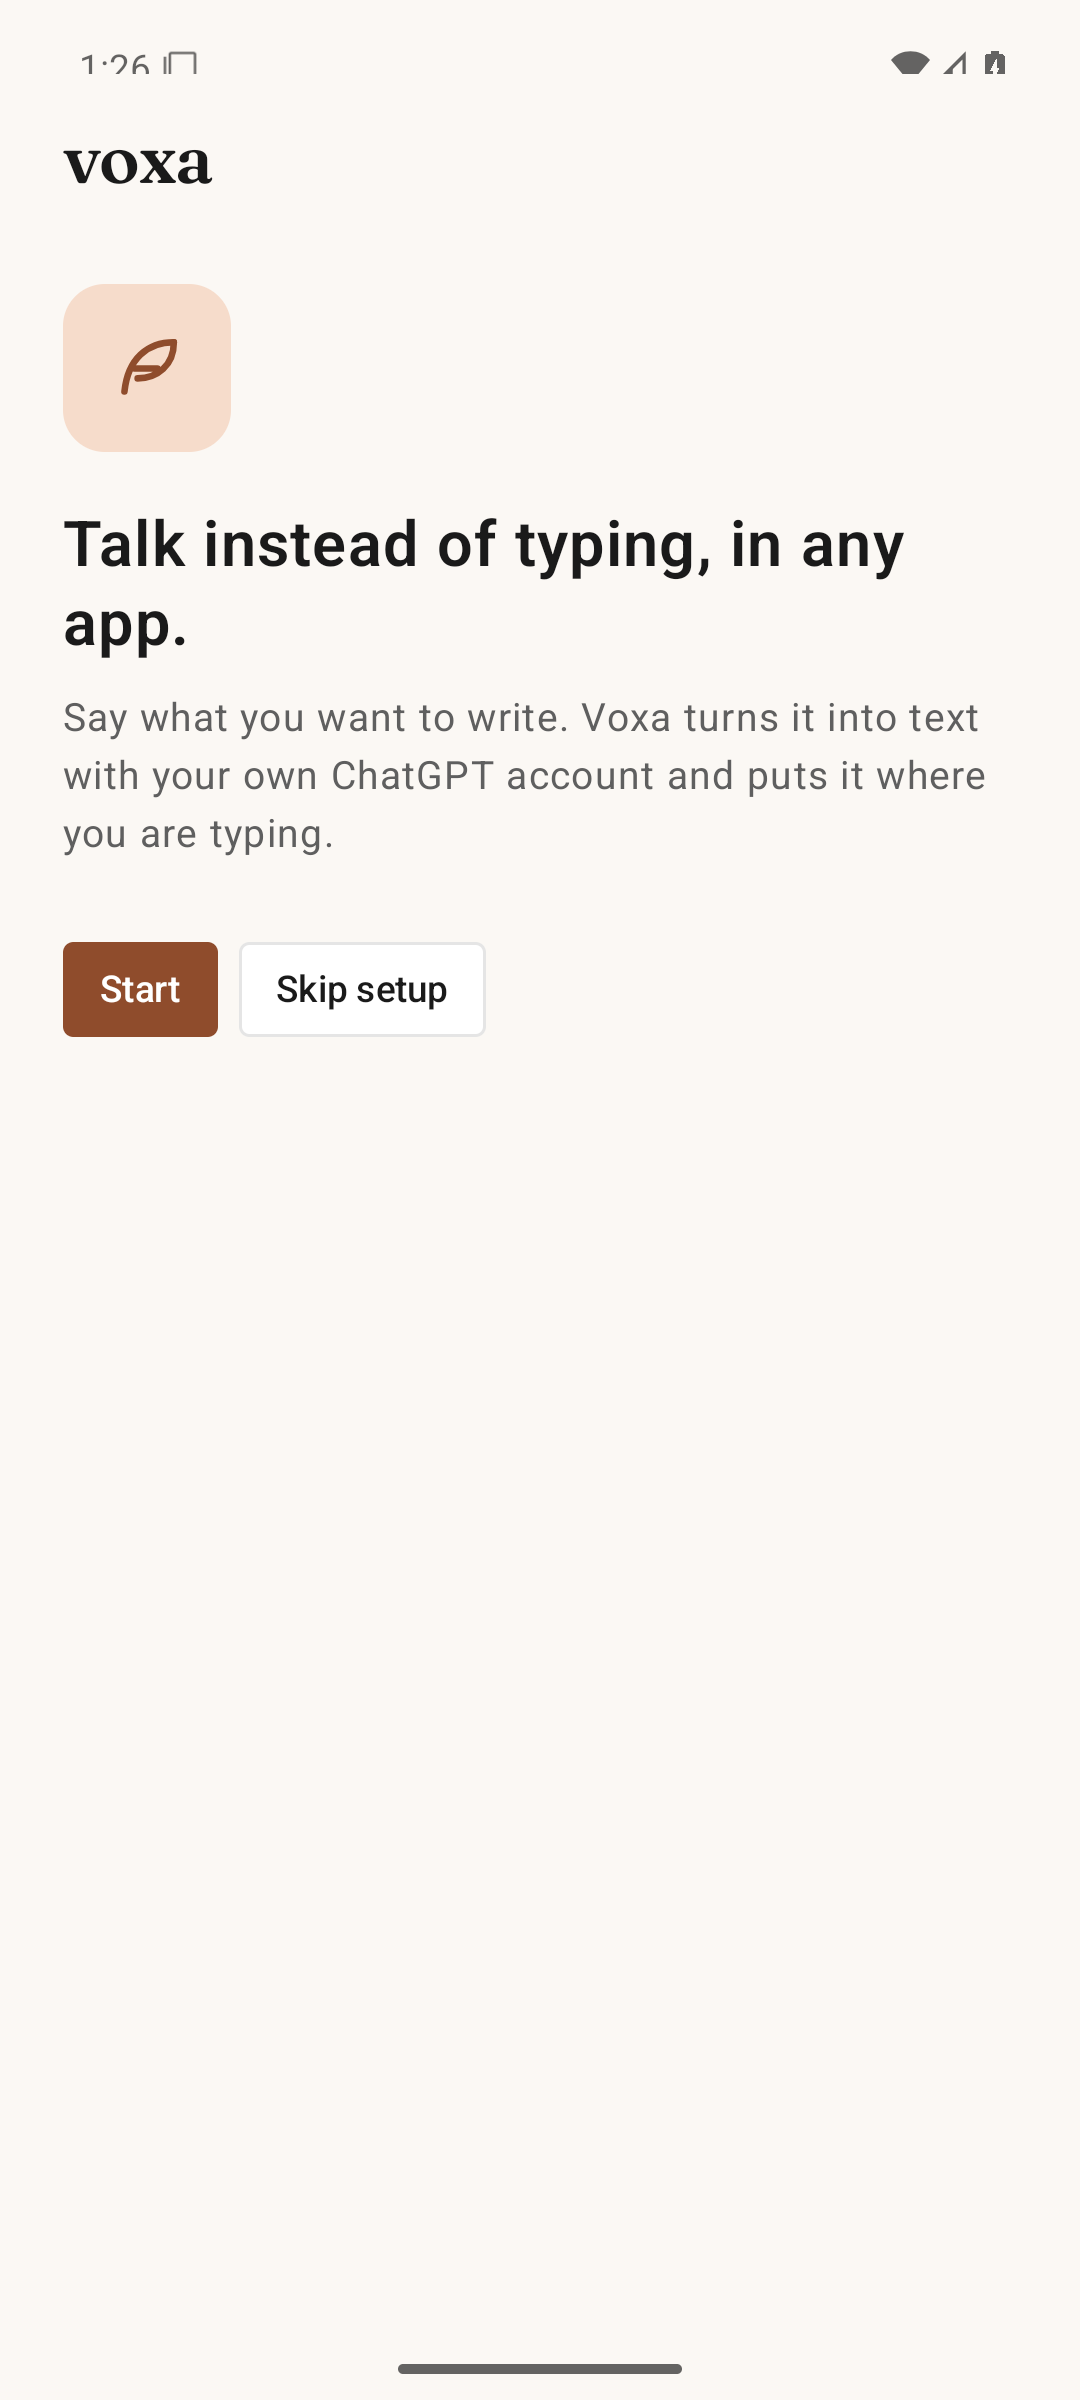 1:26
voxa
Talk instead of typing, in any
app.
Say what you want to write. Voxa turns it into text
with your own ChatGPT account and puts it where
you are typing.
Start
Skip setup